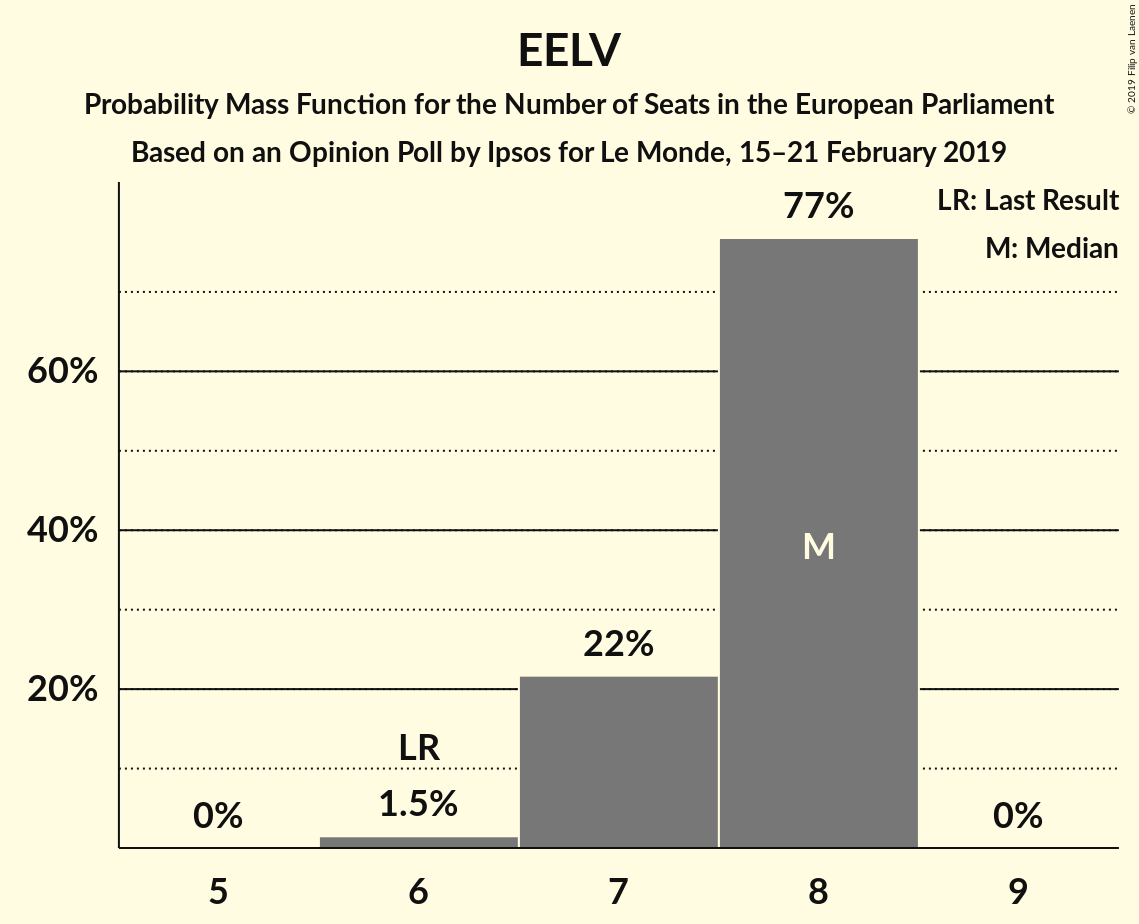 EELV
Probability Mass Function for the Number of Seats in the European Parliament
Based on an Opinion Poll by Ipsos for Le Monde, 15–21 February 2019
© 2019 Filip van Laenen
LR: Last Result
M: Median
77%
60%
40%
M
22%
20%
LR
0%
1.5%
0%
5
6
7
8
9